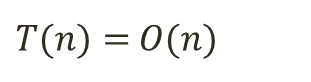 T(n) = O(n)